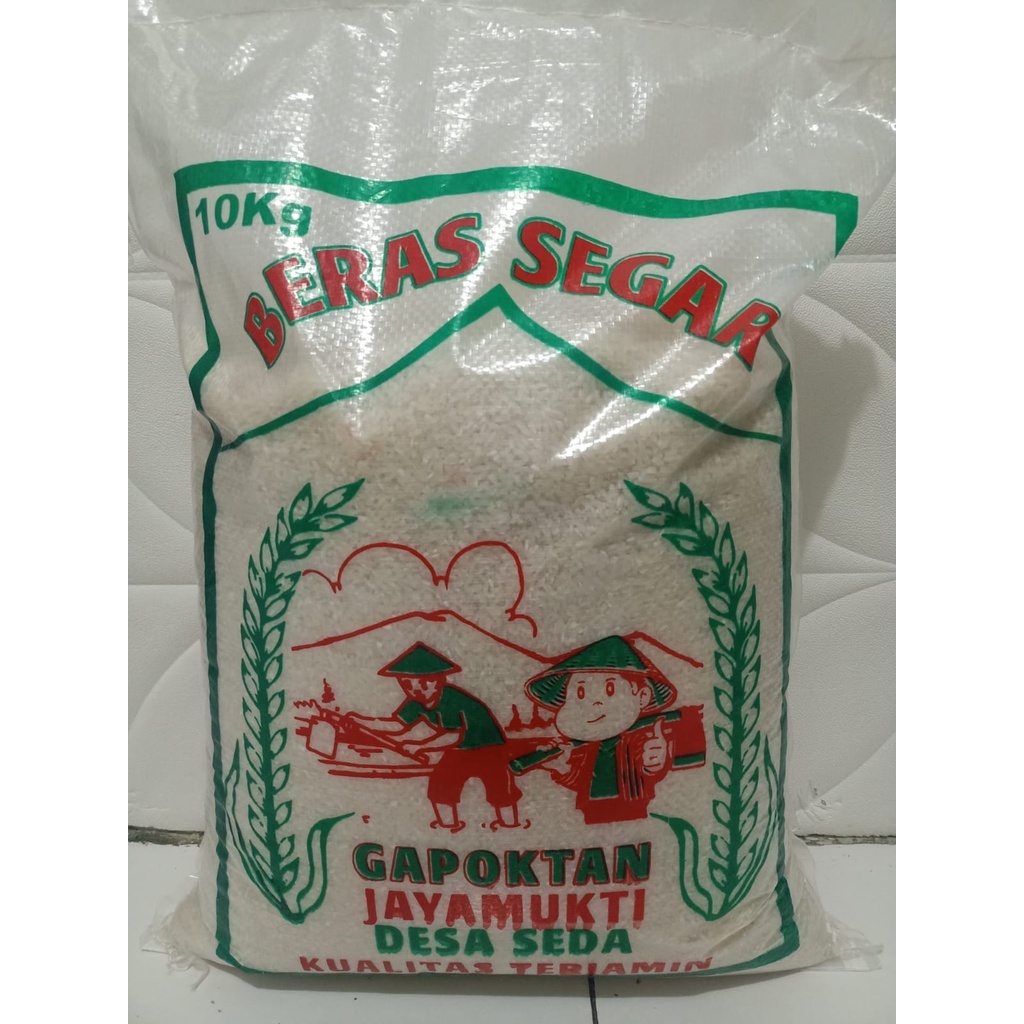 10Kg
BERAS SEGAR
GAPOKTAN
JAYAMUKTI
DESA SEDA
KUALITAS TERJAMIN